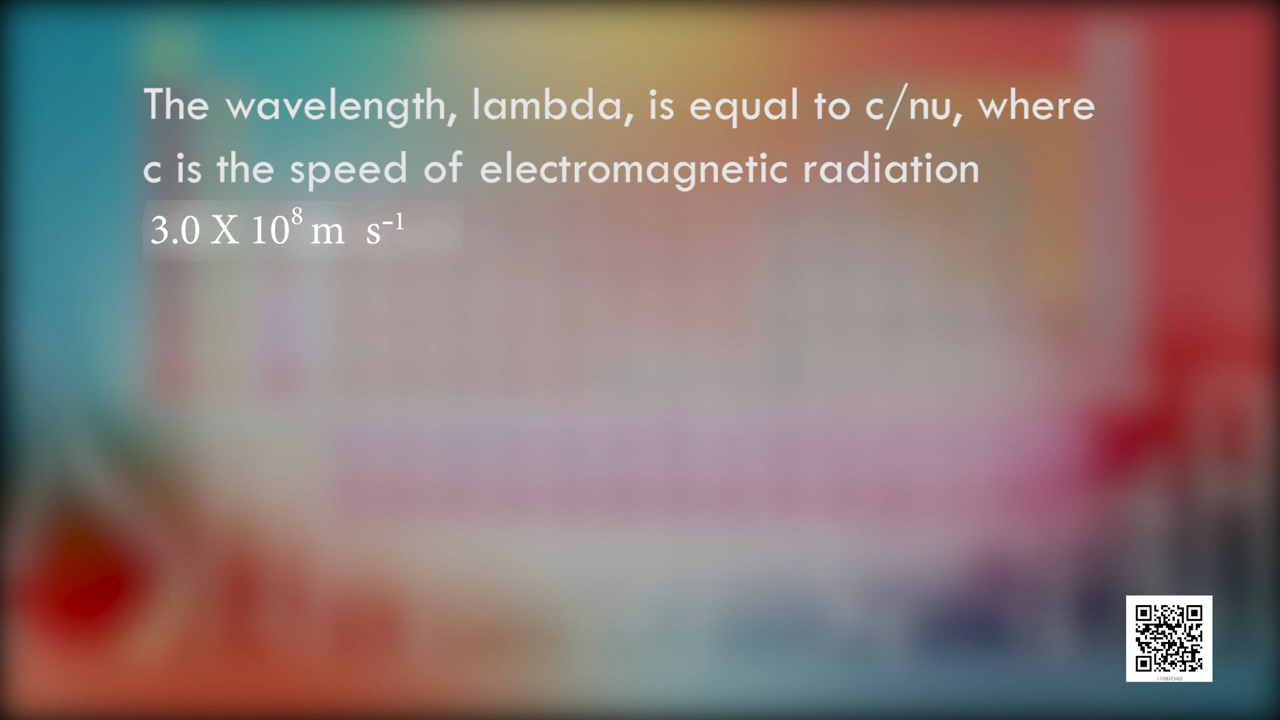 The wavelength, lambda, is equal to c/nu, where
c is the speed of electromagnetic radiation
3.0 X 10⁸ m s⁻¹